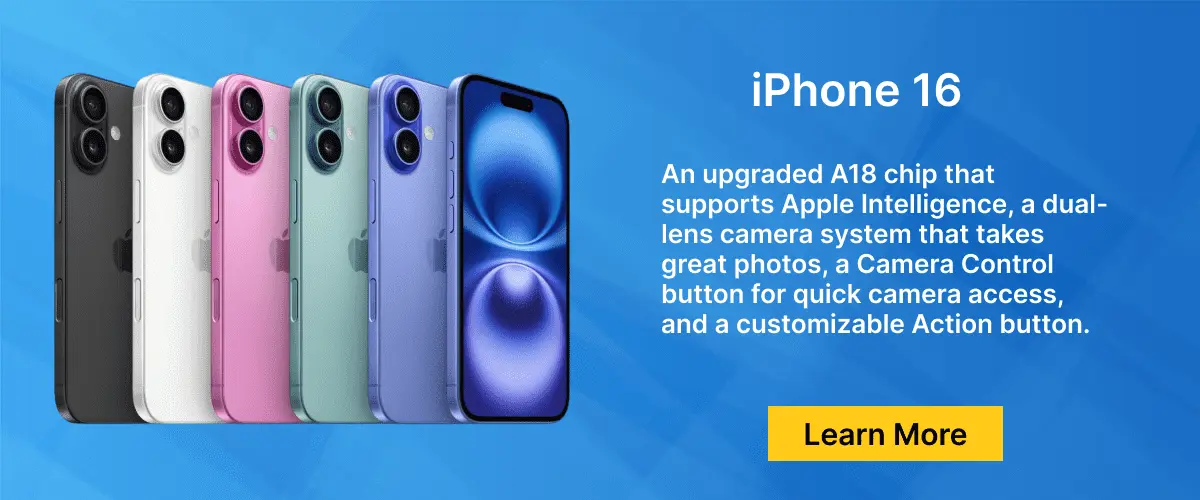 iPhone 16
An upgraded A18 chip that
supports Apple Intelligence, a dual-
lens camera system that takes
great photos, a Camera Control
button for quick camera access,
and a customizable Action button.
Learn More